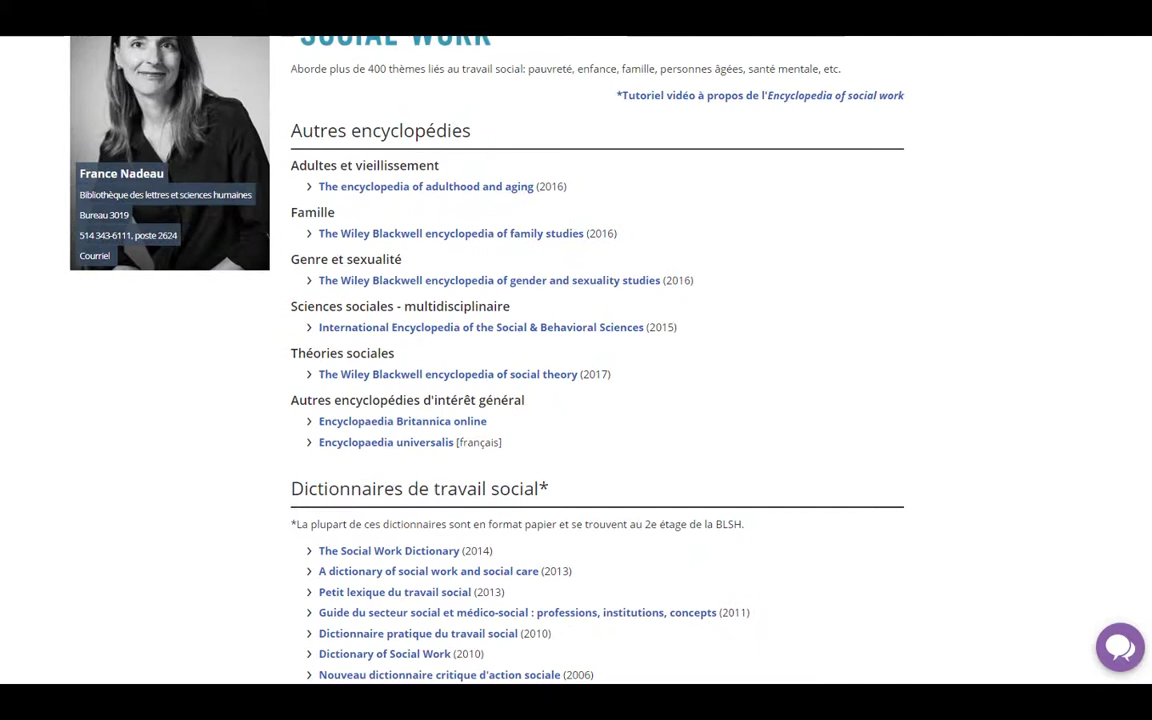 SOCIAL WORK
Aborde plus de 400 thèmes liés au travail social: pauvreté, enfance, famille, personnes âgées, santé mentale, etc.
*Tutoriel vidéo à propos de l'Encyclopedia of social work
France Nadeau
Bibliothèque des lettres et sciences humaines
Bureau 3019
514 343-6111, poste 2624
Courriel
Autres encyclopédies
Adultes et vieillissement
The encyclopedia of adulthood and aging (2016)
Famille
The Wiley Blackwell encyclopedia of family studies (2016)
Genre et sexualité
The Wiley Blackwell encyclopedia of gender and sexuality studies (2016)
Sciences sociales - multidisciplinaire
International Encyclopedia of the Social & Behavioral Sciences (2015)
Théories sociales
The Wiley Blackwell encyclopedia of social theory (2017)
Autres encyclopédies d'intérêt général
Encyclopaedia Britannica online
Encyclopaedia universalis [français]
Dictionnaires de travail social*
*La plupart de ces dictionnaires sont en format papier et se trouvent au 2e étage de la BLSH.
The Social Work Dictionary (2014)
A dictionary of social work and social care (2013)
Petit lexique du travail social (2013)
Guide du secteur social et médico-social : professions, institutions, concepts (2011)
Dictionnaire pratique du travail social (2010)
Dictionary of Social Work (2010)
Nouveau dictionnaire critique d'action sociale (2006)